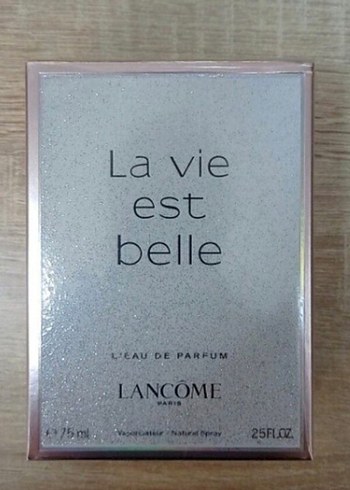 La vie
est
belle
L'EAU DE PARFUM
LANCÔME
PARIS
℮ 75 ml Vaporisateur - Natural Spray 2.5 FL.OZ.